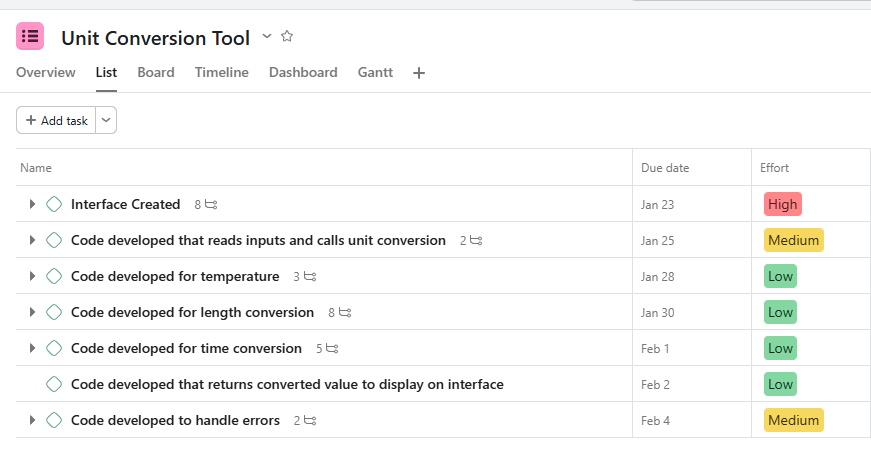 Unit Conversion Tool
Overview List Board Timeline Dashboard Gantt +
+ Add task
Name Due date Effort
Interface Created 8 Jan 23 High
Code developed that reads inputs and calls unit conversion 2 Jan 25 Medium
Code developed for temperature 3 Jan 28 Low
Code developed for length conversion 8 Jan 30 Low
Code developed for time conversion 5 Feb 1 Low
Code developed that returns converted value to display on interface Feb 2 Low
Code developed to handle errors 2 Feb 4 Medium